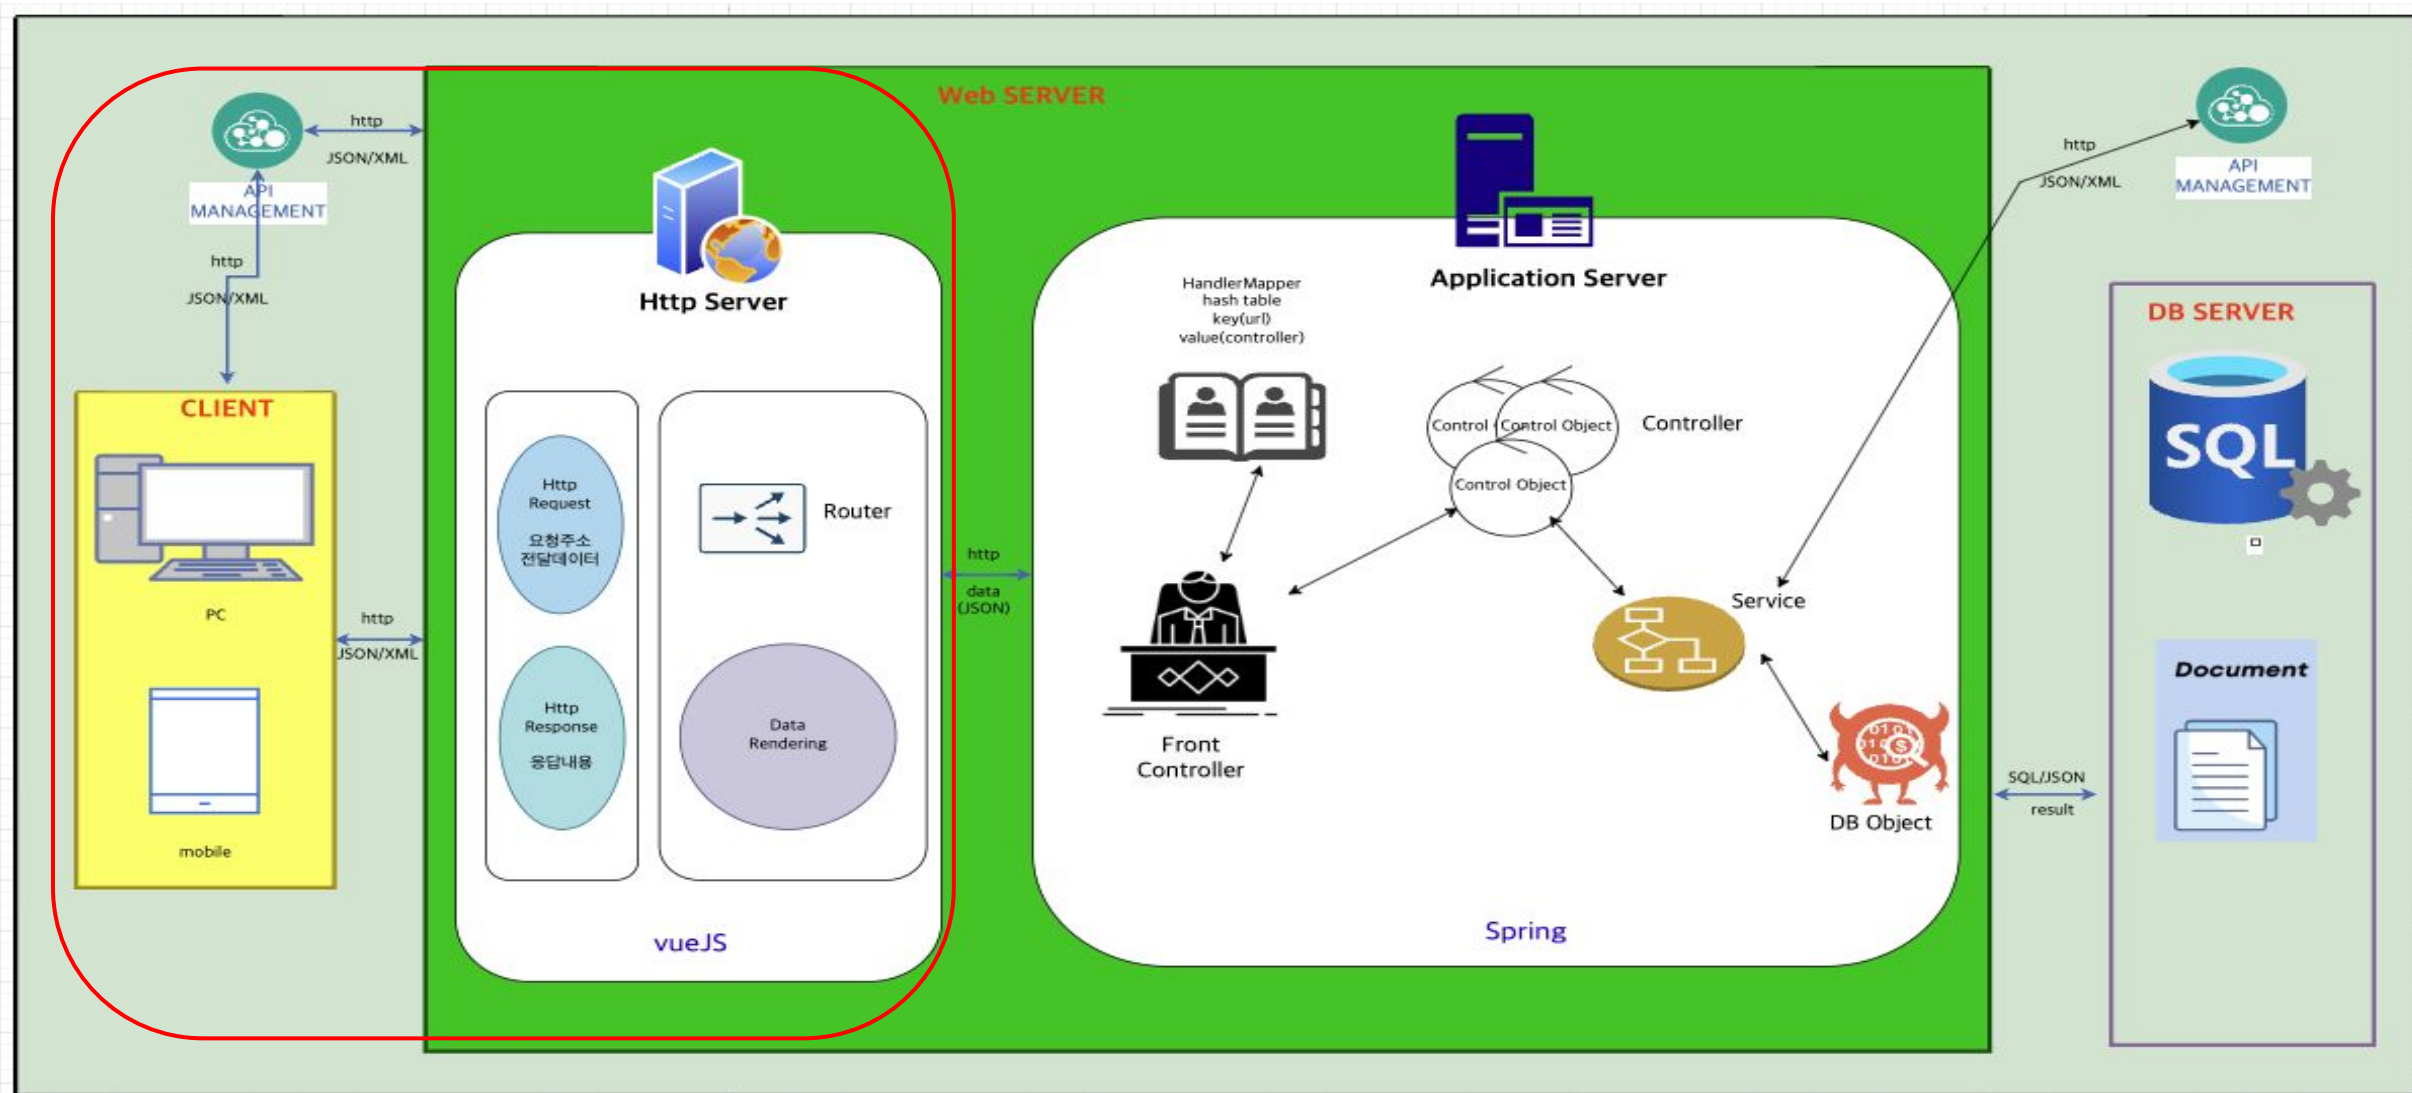 Web SERVER
http
JSON/XML
API
MANAGEMENT
http
JSON/XML
CLIENT
PC
mobile
http
JSON/XML
Http Server
Http
Request
요청주소
전달데이터
Http
Response
응답내용
Router
Data
Rendering
vueJS
http
data
(JSON)
Application Server
HandlerMapper
hash table
key(url)
value(controller)
Control
Control Object
Control Object
Controller
Front
Controller
Service
DB Object
Spring
http
JSON/XML
API
MANAGEMENT
SQL/JSON
result
DB SERVER
SQL
Document